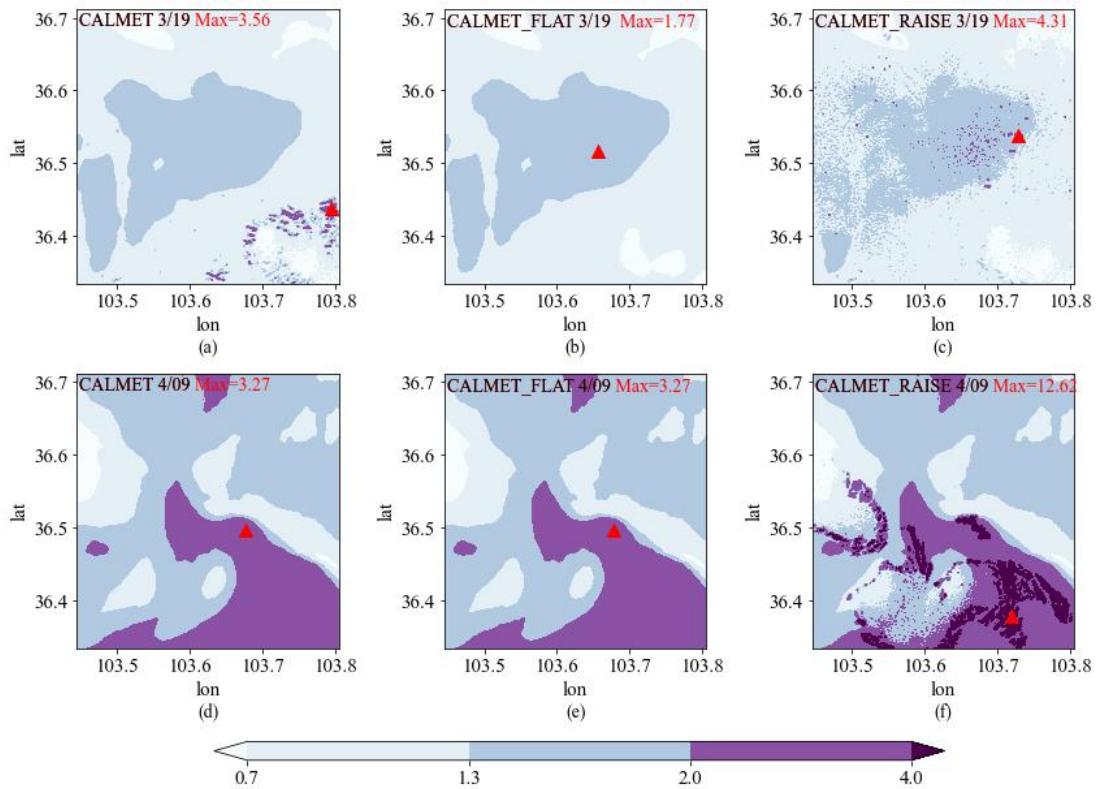 CALMET 3/19 Max=3.56
36.7
36.6
36.5
36.4
lat
103.5 103.6 103.7 103.8
lon
(a)
CALMET_FLAT 3/19 Max=1.77
36.7
36.6
36.5
36.4
lat
103.5 103.6 103.7 103.8
lon
(b)
CALMET_RAISE 3/19 Max=4.31
36.7
36.6
36.5
36.4
lat
103.5 103.6 103.7 103.8
lon
(c)
CALMET 4/09 Max=3.27
36.7
36.6
36.5
36.4
lat
103.5 103.6 103.7 103.8
lon
(d)
CALMET_FLAT 4/09 Max=3.27
36.7
36.6
36.5
36.4
lat
103.5 103.6 103.7 103.8
lon
(e)
CALMET_RAISE 4/09 Max=12.62
36.7
36.6
36.5
36.4
lat
103.5 103.6 103.7 103.8
lon
(f)
0.7 1.3 2.0 4.0